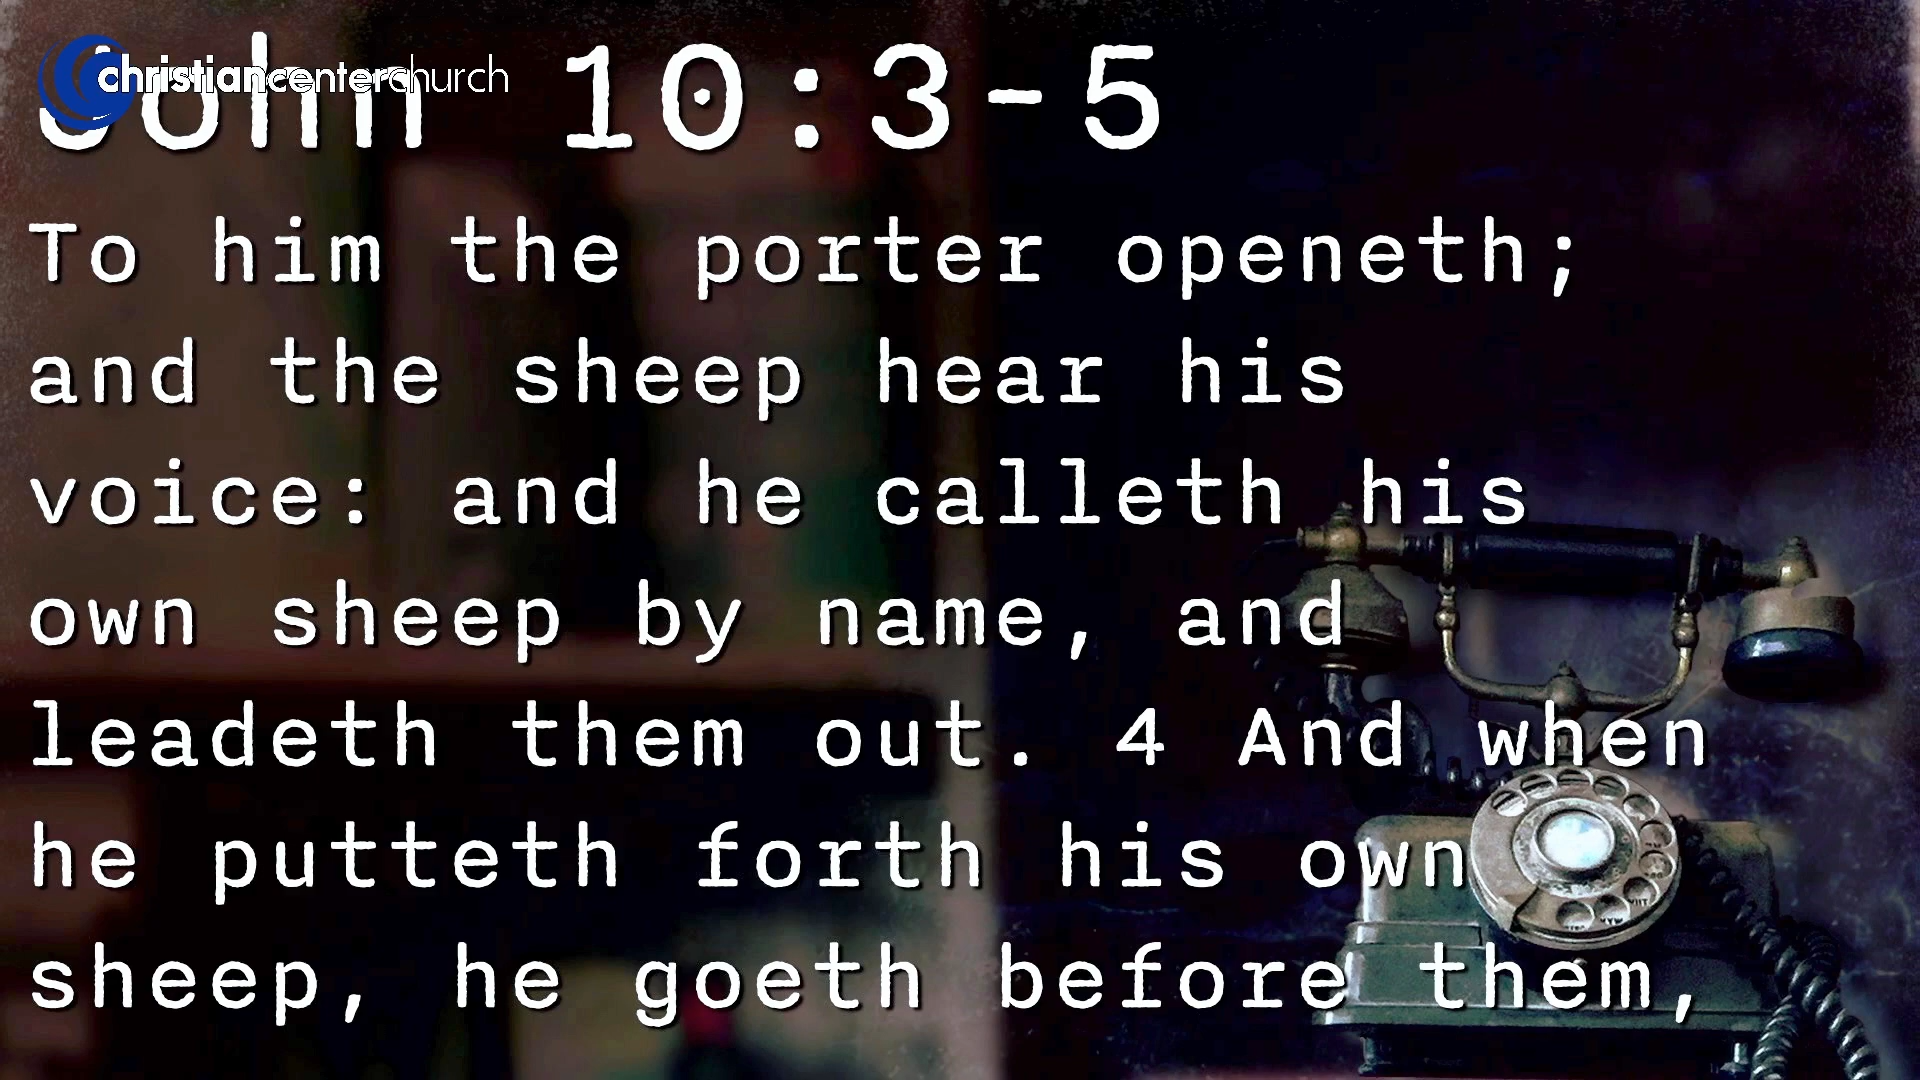 christiancenterchurch
John 10:3-5
To him the porter openeth;
and the sheep hear his
voice: and he calleth his
own sheep by name, and
leadeth them out. 4 And when
he putteth forth his own
sheep, he goeth before them,